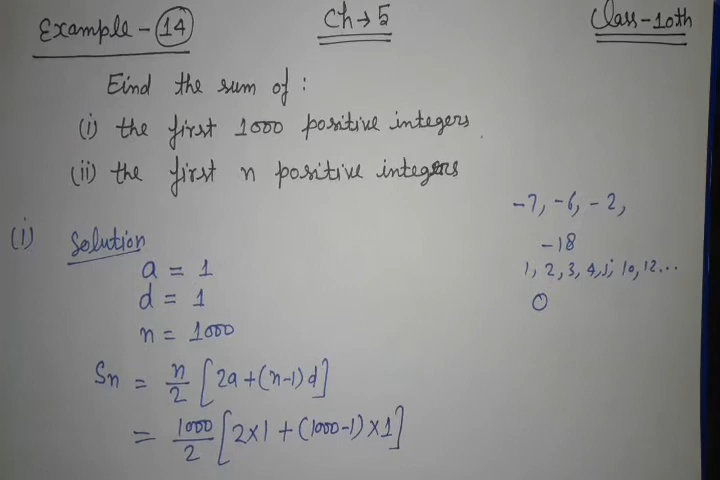 Example - 14 Ch → 5 Class - 10th
Find the sum of :
(i) the first 1000 positive integers.
(ii) the first n positive integers
-7, -6, -2,
-18
1, 2, 3, 4, 5, 10, 12...
0
(i) Solution
a = 1
d = 1
n = 1000
Sn = n/2 [2a+(n-1)d]
= 1000/2 [2×1+(1000-1)×1]